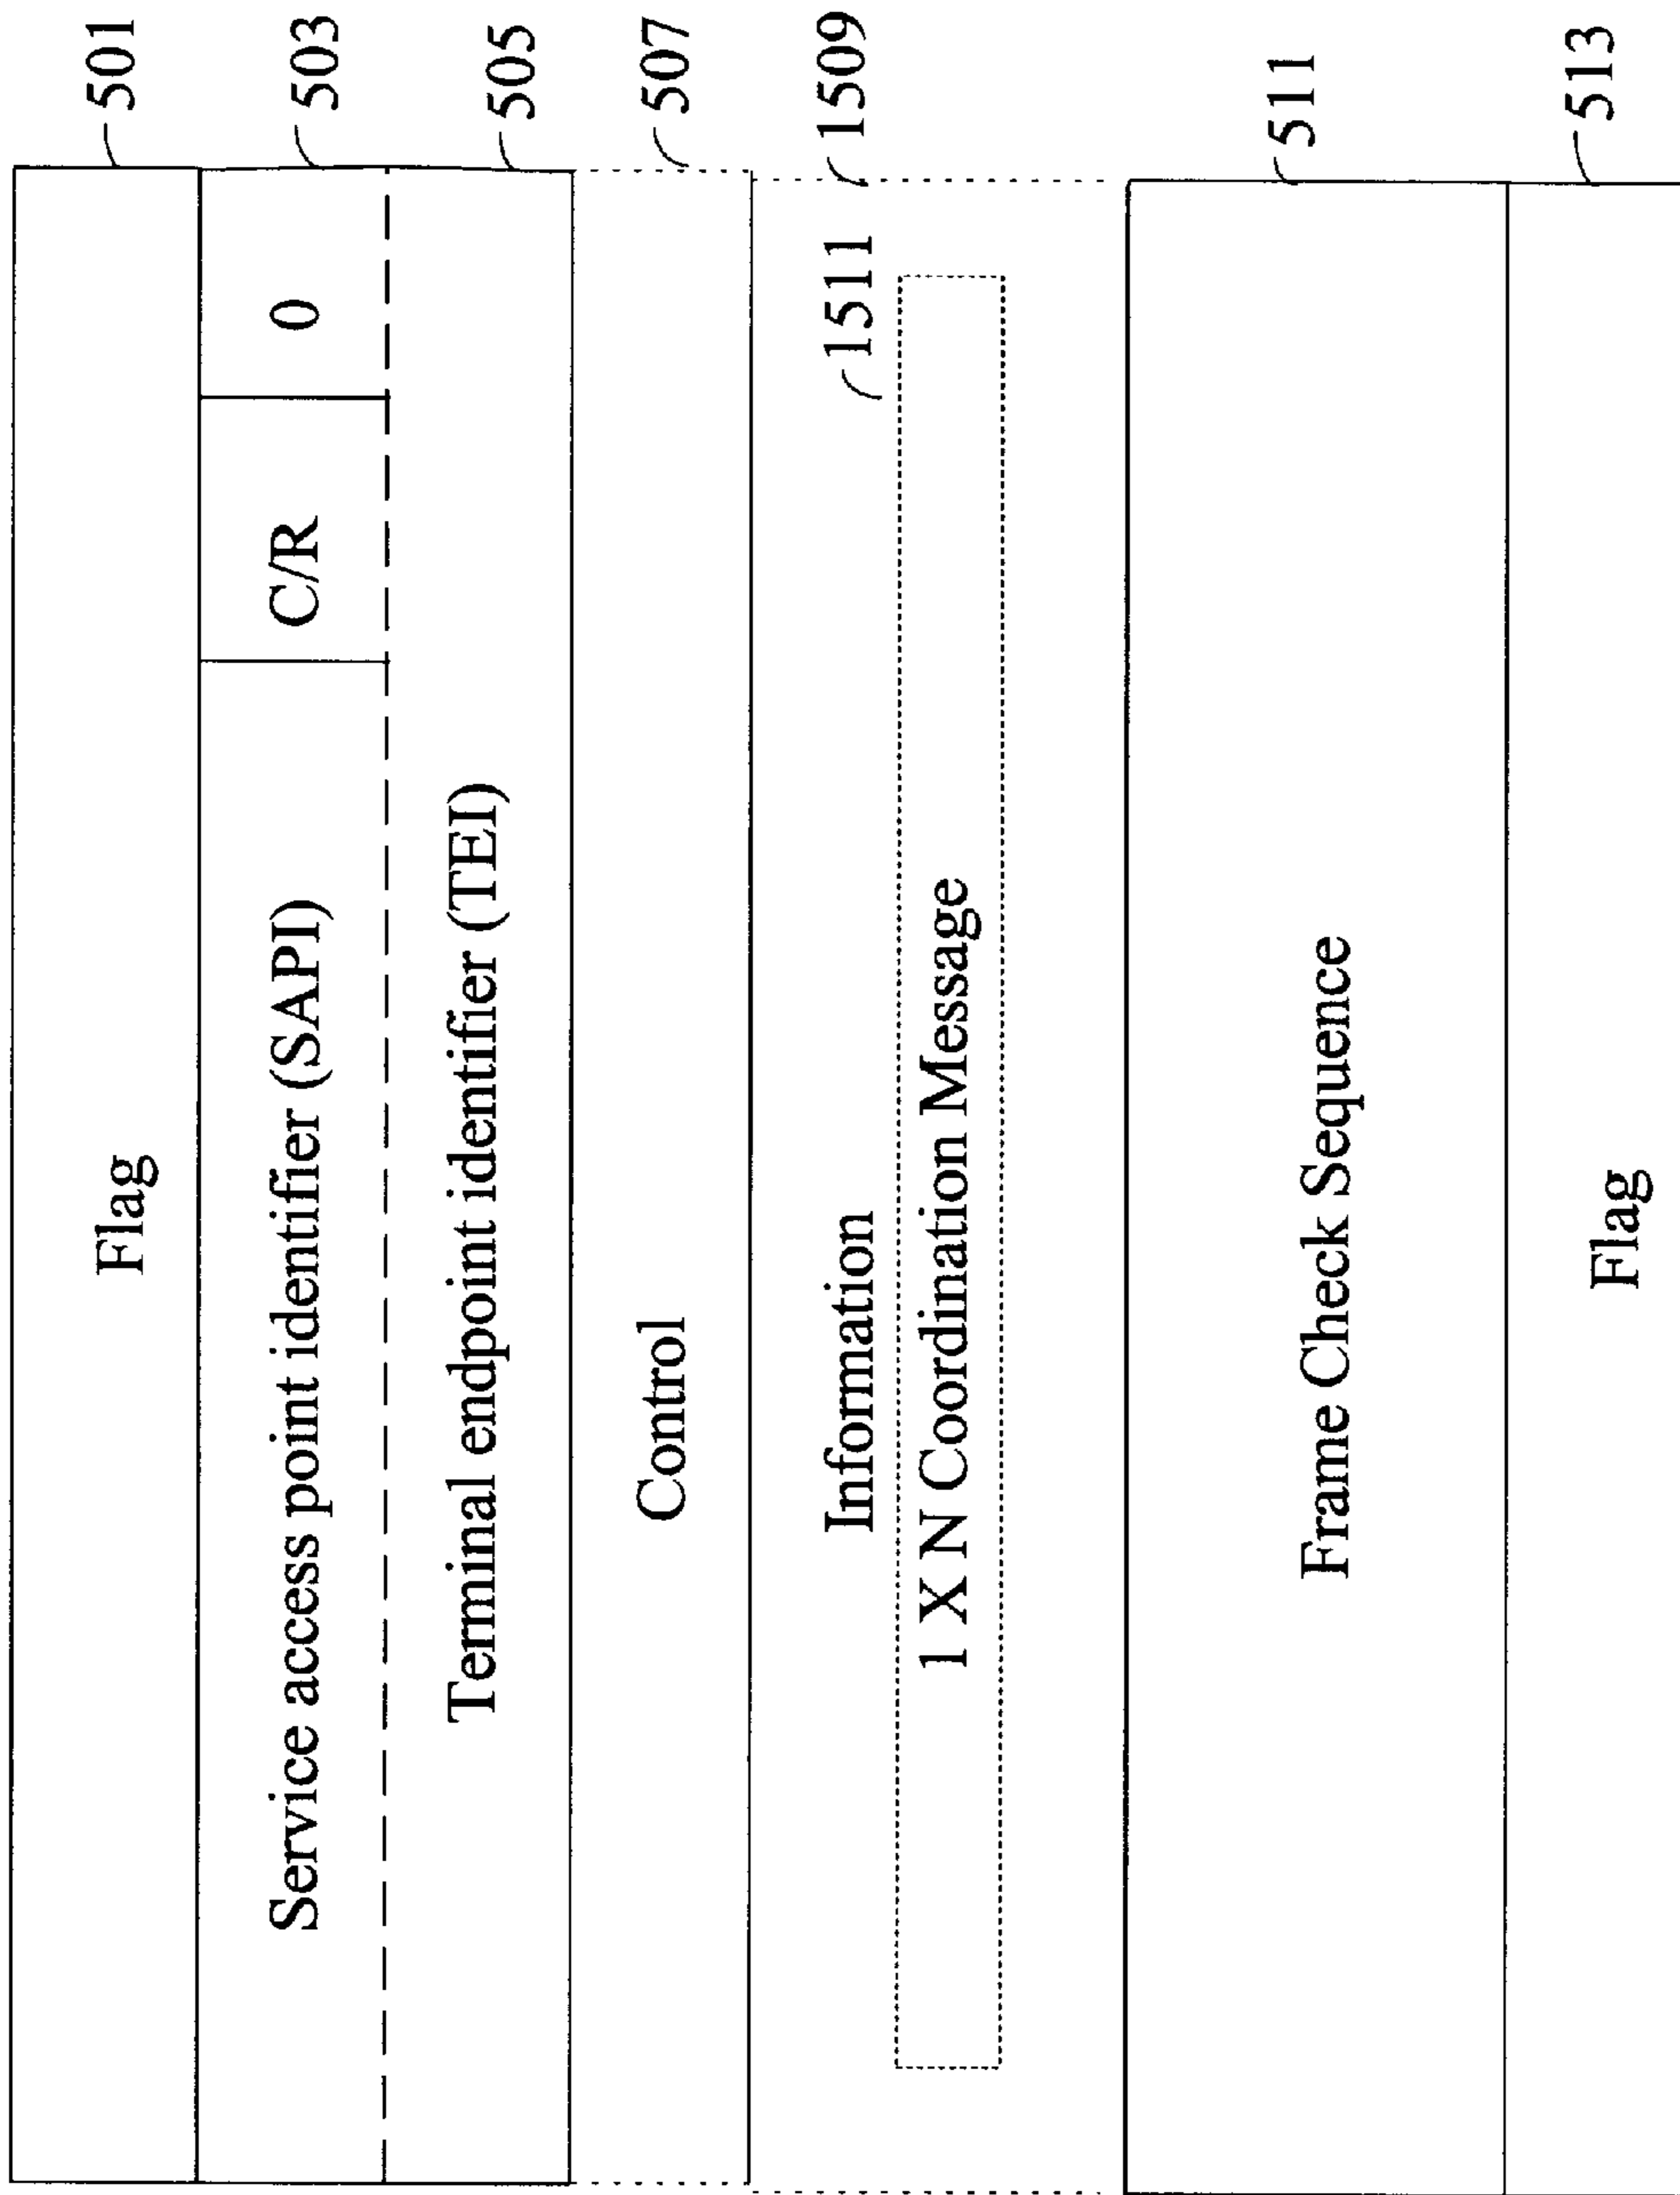 Flag
501
Service access point identifier (SAPI)
C/R
0
503
Terminal endpoint identifier (TEI)
505
Control
507
Information
1511
1509
1 X N Coordination Message
Frame Check Sequence
511
Flag
513